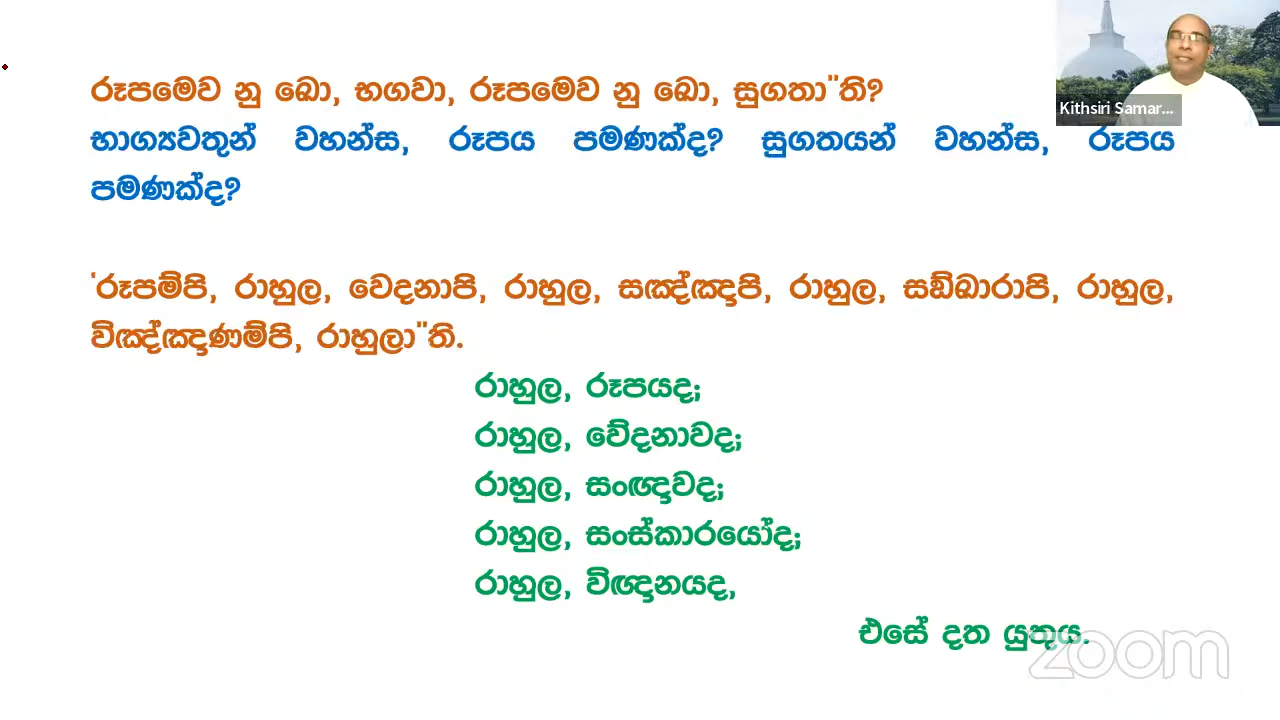 රූපමෙව නු ඛො, භගවා, රූපමෙව නු ඛො, සුගතා"ති?
භාග්‍යවතුන් වහන්ස, රූපය පමණක්ද? සුගතයන් වහන්ස, රූපය
පමණක්ද?
'රූපම්පි, රාහුල, වෙදනාපි, රාහුල, සඤ්ඤාපි, රාහුල, සඞ්ඛාරාපි, රාහුල,
විඤ්ඤාණම්පි, රාහුලා"ති.
රාහුල, රූපයද;
රාහුල, වේදනාවද;
රාහුල, සංඥාවද;
රාහුල, සංස්කාරයෝද;
රාහුල, විඥානයද,
එසේ දත යුතුය.
Kithsiri Samar...
zoom